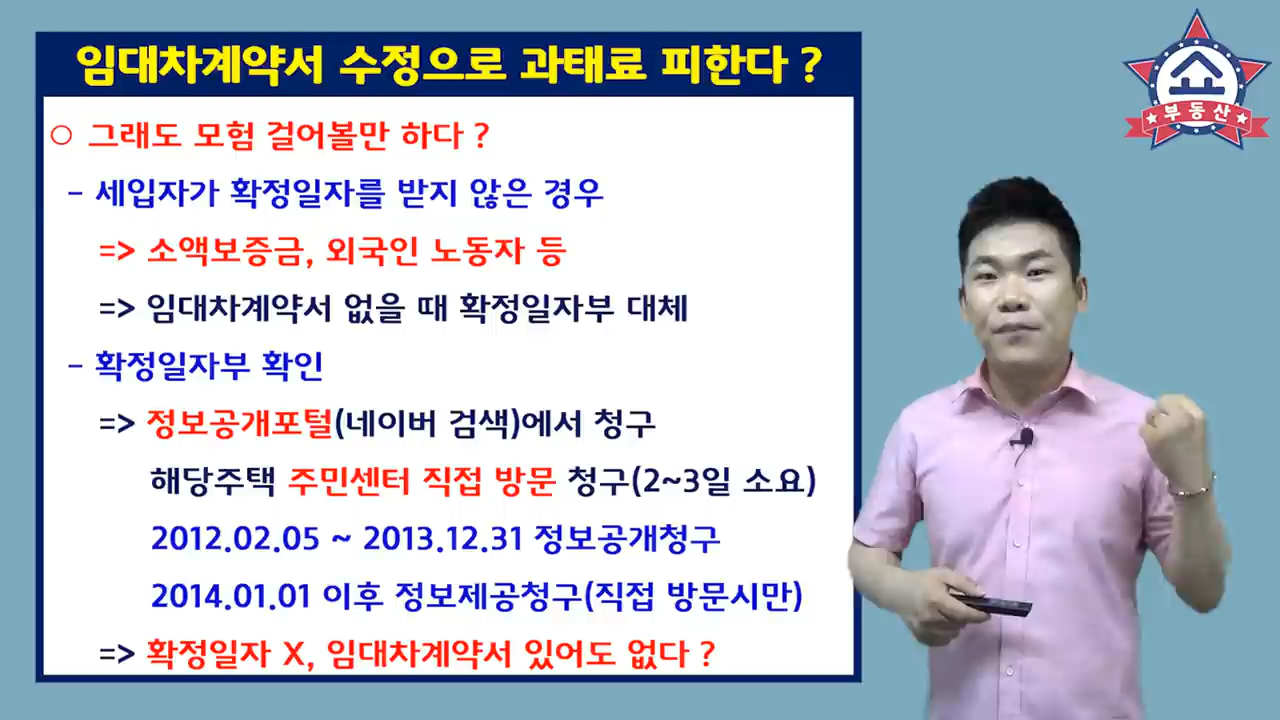 임대차계약서 수정으로 과태료 피한다 ?
○ 그래도 모험 걸어볼만 하다 ?
- 세입자가 확정일자를 받지 않은 경우
=> 소액보증금, 외국인 노동자 등
=> 임대차계약서 없을 때 확정일자부 대체
- 확정일자부 확인
=> 정보공개포털(네이버 검색)에서 청구
해당주택 주민센터 직접 방문 청구(2~3일 소요)
2012.02.05 ~ 2013.12.31 정보공개청구
2014.01.01 이후 정보제공청구(직접 방문시만)
=> 확정일자 X, 임대차계약서 있어도 없다 ?
쇼
부동산